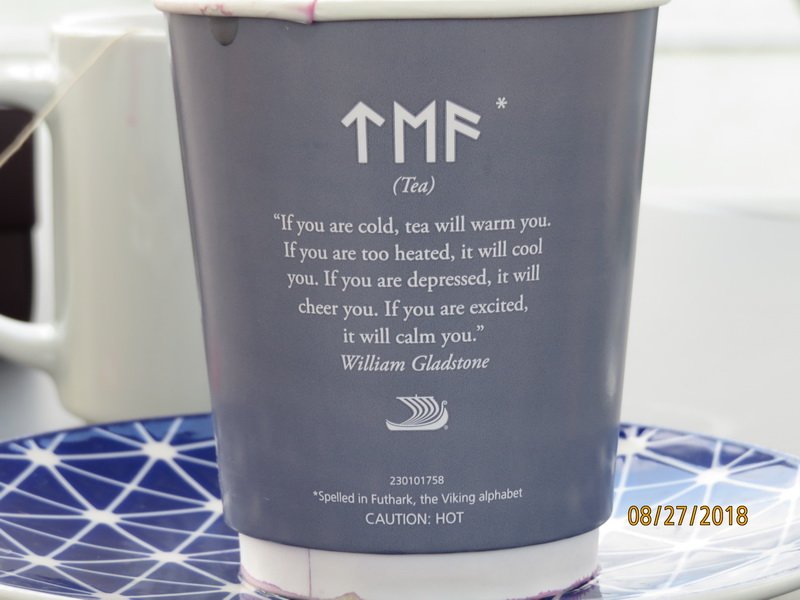 ᛏᛖᚨ*
(Tea)
“If you are cold, tea will warm you.
If you are too heated, it will cool
you. If you are depressed, it will
cheer you. If you are excited,
it will calm you.”
William Gladstone
230101758
*Spelled in Futhark, the Viking alphabet
CAUTION: HOT
08/27/2018